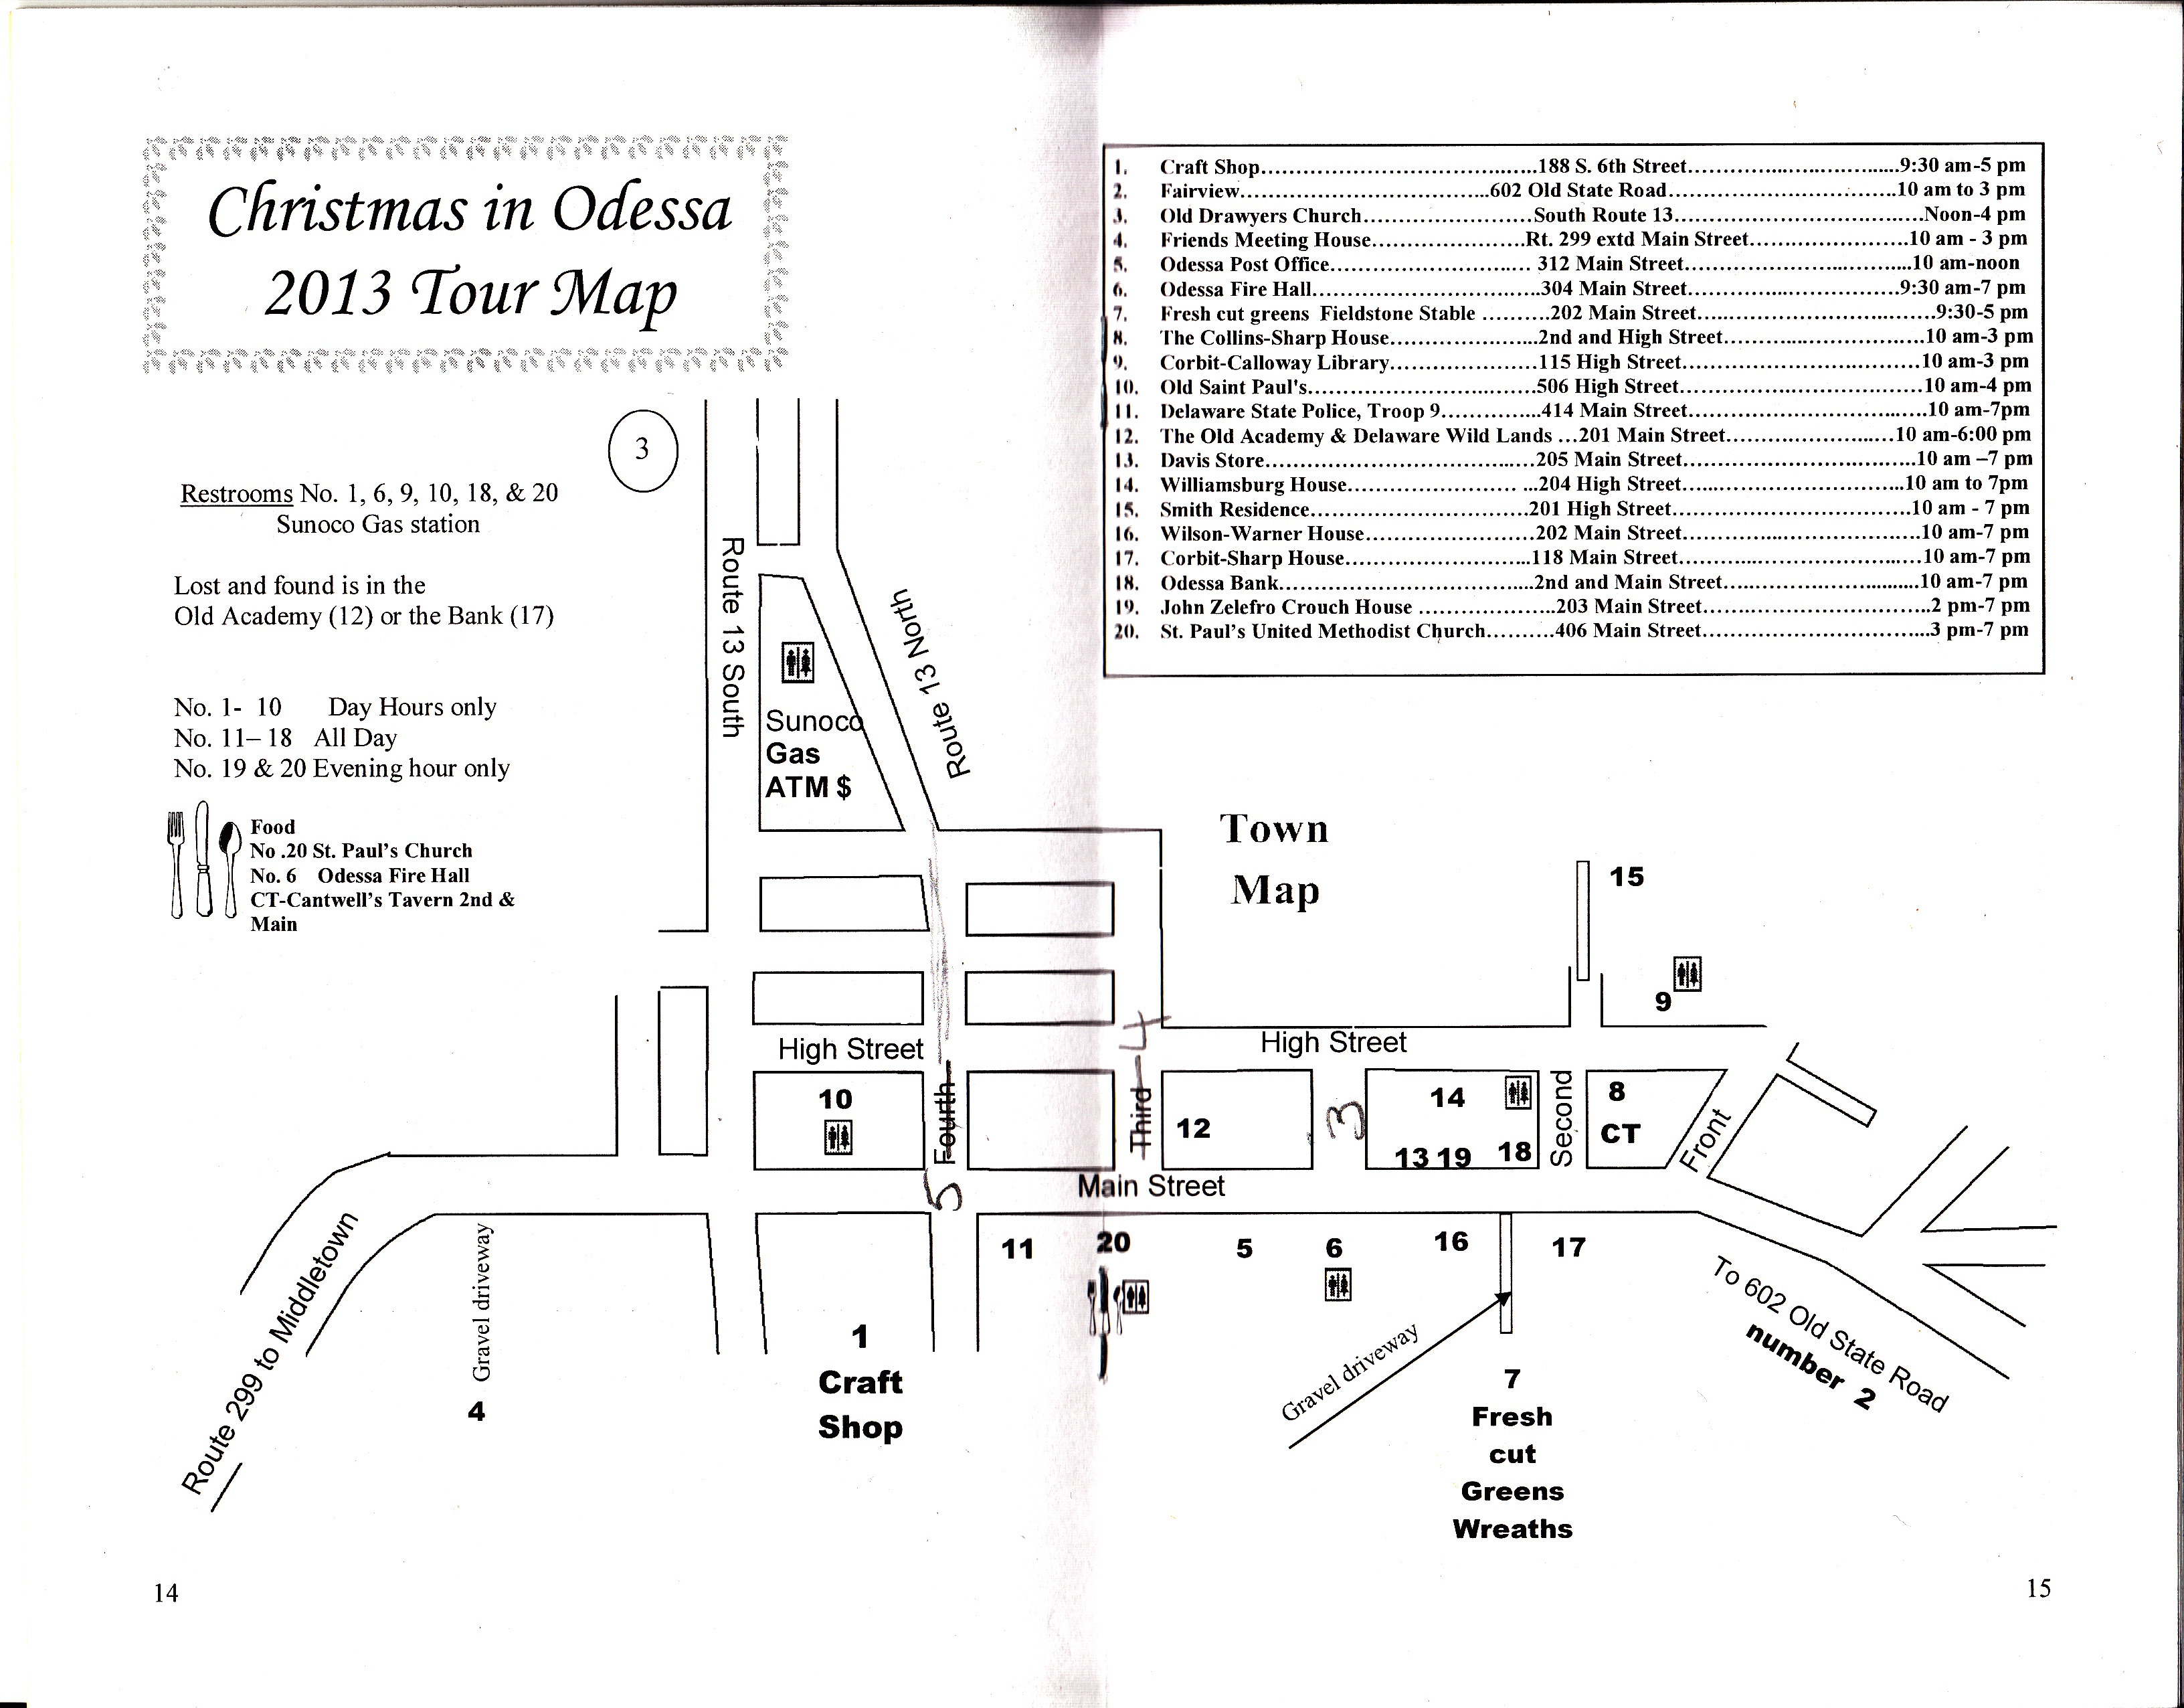 Christmas in Odessa
2013 Tour Map
Restrooms No. 1, 6, 9, 10, 18, & 20
Sunoco Gas station
Lost and found is in the
Old Academy (12) or the Bank (17)
No. 1- 10 Day Hours only
No. 11– 18 All Day
No. 19 & 20 Evening hour only
Food
No .20 St. Paul's Church
No. 6 Odessa Fire Hall
CT-Cantwell's Tavern 2nd &
Main
1. Craft Shop.......................................188 S. 6th Street..............................9:30 am-5 pm
2. Fairview...................................602 Old State Road................................10 am to 3 pm
3. Old Drawyers Church........................South Route 13...................................Noon-4 pm
4. Friends Meeting House......................Rt. 299 extd Main Street.......................10 am - 3 pm
5. Odessa Post Office............................ 312 Main Street................................10 am-noon
6. Odessa Fire Hall................................304 Main Street..............................9:30 am-7 pm
7. Fresh cut greens Fieldstone Stable ..........202 Main Street..................................9:30-5 pm
8. The Collins-Sharp House.....................2nd and High Street.............................10 am-3 pm
9. Corbit-Calloway Library.....................115 High Street..................................10 am-3 pm
10. Old Saint Paul's................................506 High Street...................................10 am-4 pm
11. Delaware State Police, Troop 9..............414 Main Street..................................10 am-7pm
12. The Old Academy & Delaware Wild Lands ...201 Main Street........................10 am-6:00 pm
13. Davis Store......................................205 Main Street................................10 am –7 pm
14. Williamsburg House........................ ...204 High Street................................10 am to 7pm
15. Smith Residence...............................201 High Street.................................10 am - 7 pm
16. Wilson-Warner House........................202 Main Street..................................10 am-7 pm
17. Corbit-Sharp House..........................118 Main Street...................................10 am-7 pm
18. Odessa Bank....................................2nd and Main Street............................10 am-7 pm
19. John Zelefro Crouch House ...................203 Main Street.................................2 pm-7 pm
20. St. Paul's United Methodist Church..........406 Main Street.................................3 pm-7 pm
3
Route 13 South
Route 13 North
Sunoco
Gas
ATM $
Town
Map
15
9
High Street
High Street
10
Fourth
5
Third
4
12
3
14
13 19 18
Second
8
CT
Front
Main Street
11
20
5
6
16
17
Route 299 to Middletown
Gravel driveway
4
1
Craft
Shop
Gravel driveway
7
Fresh
cut
Greens
Wreaths
To 602 Old State Road
number 2
14
15